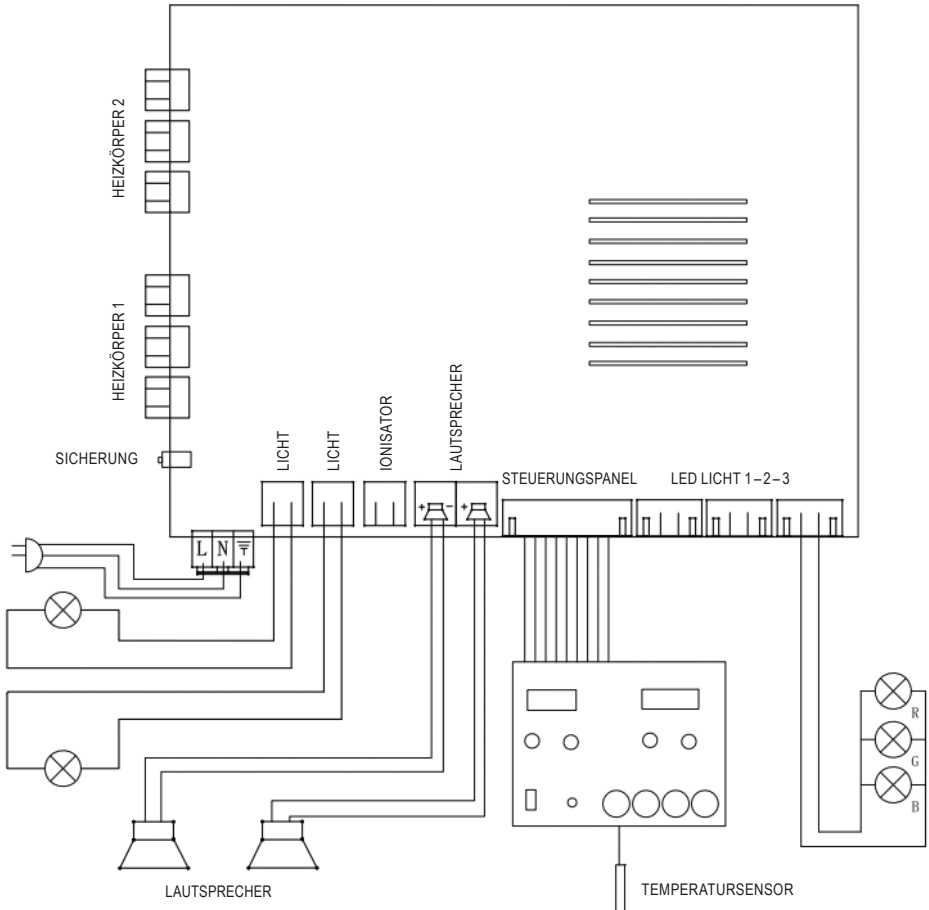 HEIZKÖRPER 2
HEIZKÖRPER 1
SICHERUNG
LICHT
LICHT
IONISATOR
LAUTSPRECHER
+ -
+
STEUERUNGSPANEL
LED LICHT 1–2–3
L N
R
G
B
LAUTSPRECHER
TEMPERATURSENSOR